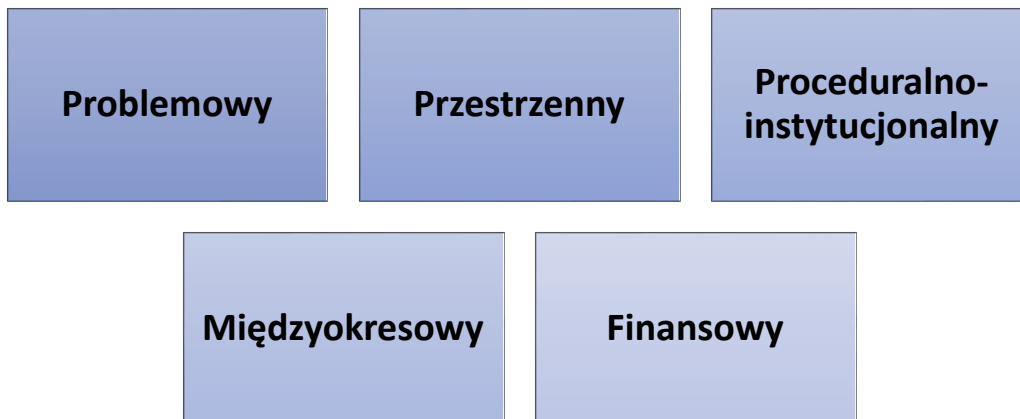 Problemowy
Przestrzenny
Proceduralno-
instytucjonalny
Międzyokresowy
Finansowy